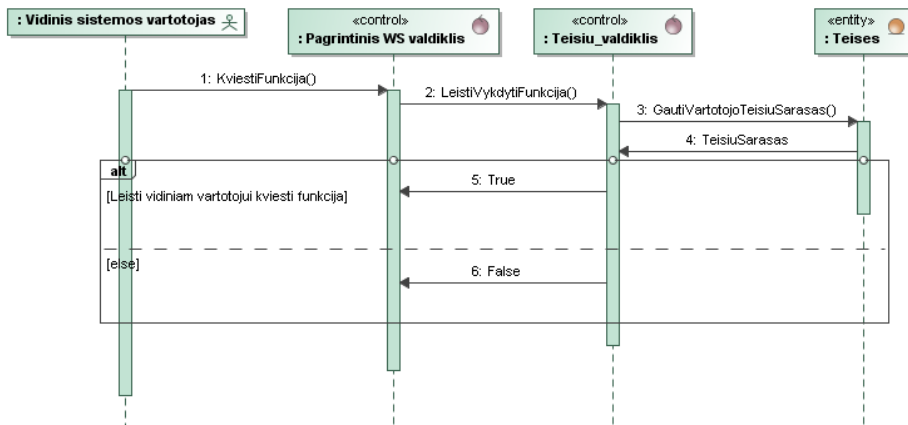 : Vidinis sistemos vartotojas
«control»
: Pagrintinis WS valdiklis
«control»
: Teisiu_valdiklis
«entity»
: Teises
1: KviestiFunkcija()
2: LeistiVykdytiFunkcija()
3: GautiVartotojoTeisiuSarasas()
4: TeisiuSarasas
alt
5: True
[Leisti vidiniam vartotojui kviesti funkcija]
[else]
6: False